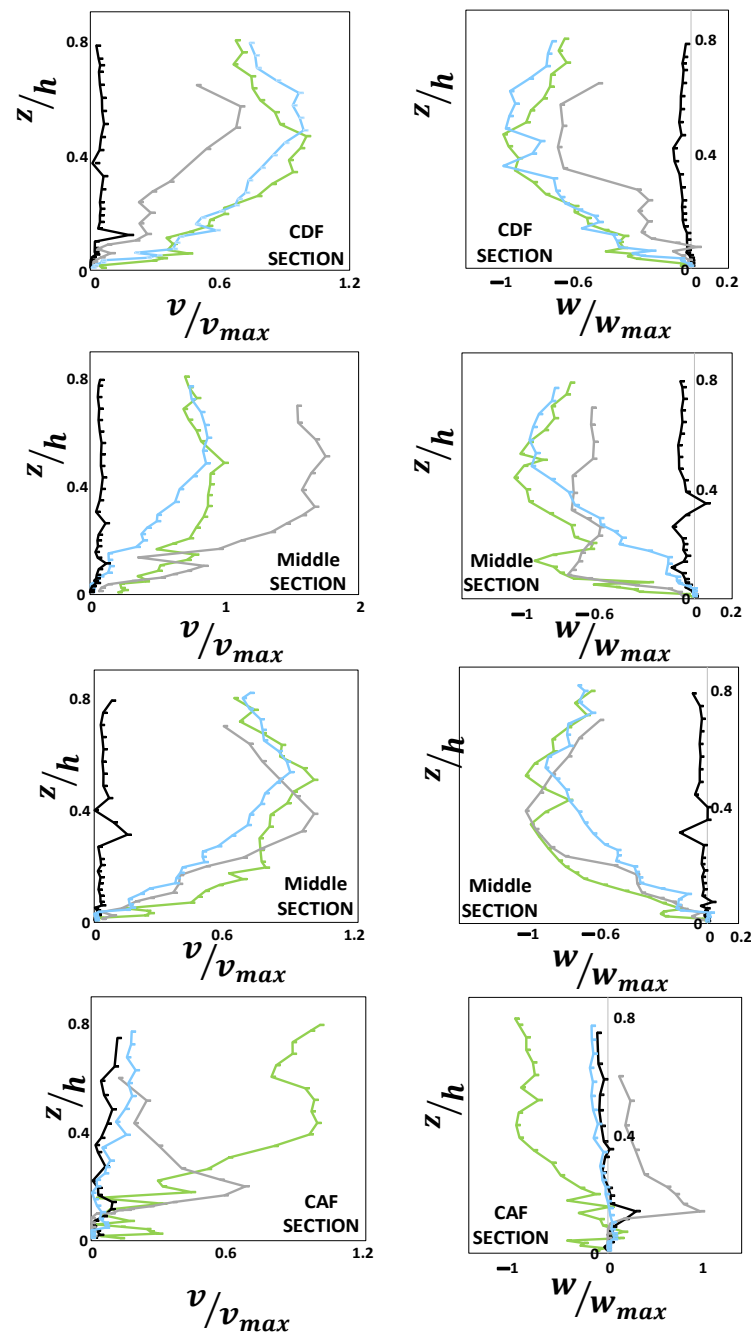 0.8
z/h
0.4
0
CDF
SECTION
0 0.6 1.2
v/v_max
0.8
z/h
0.4
0
CDF
SECTION
−1 −0.6 0.2
w/w_max
0.8
z/h
0.4
0
Middle
SECTION
0 1 2
v/v_max
0.8
z/h
0.4
0
Middle
SECTION
−1 −0.6 0 0.2
w/w_max
0.8
z/h
0.4
0
Middle
SECTION
0 0.6 1.2
v/v_max
0.8
z/h
0.4
0
Middle
SECTION
−1 −0.6 0 0.2
w/w_max
0.8
z/h
0.4
0
CAF
SECTION
0 0.6 1.2
v/v_max
0.8
z/h
0.4
0
CAF
SECTION
−1 0 1
w/w_max